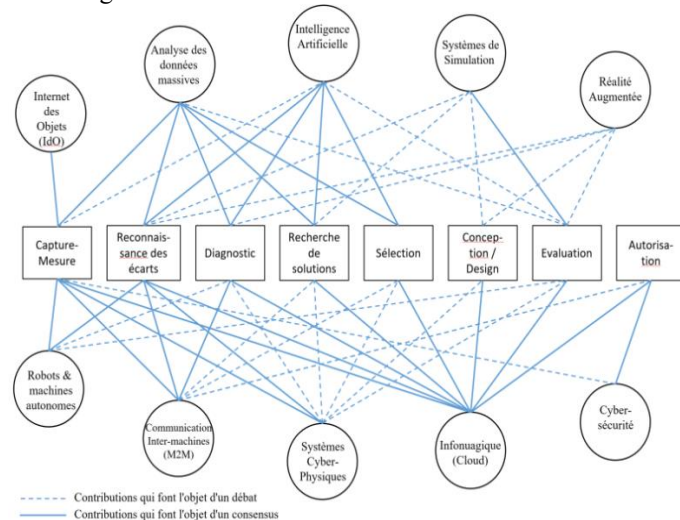 Intelligence
Artificielle
Analyse des
données
massives
Systèmes de
Simulation
Réalité
Augmentée
Internet
des
Objets
(IdO)
Capture-
Mesure
Reconnais-
sance des
écarts
Diagnostic
Recherche
de
solutions
Sélection
Concep-
tion /
Design
Evaluation
Autorisa-
tion
Robots &
machines
autonomes
Communication
Inter-machines
(M2M)
Systèmes
Cyber-
Physiques
Infonuagique
(Cloud)
Cyber-
sécurité
Contributions qui font l'objet d'un débat
Contributions qui font l'objet d'un consensus